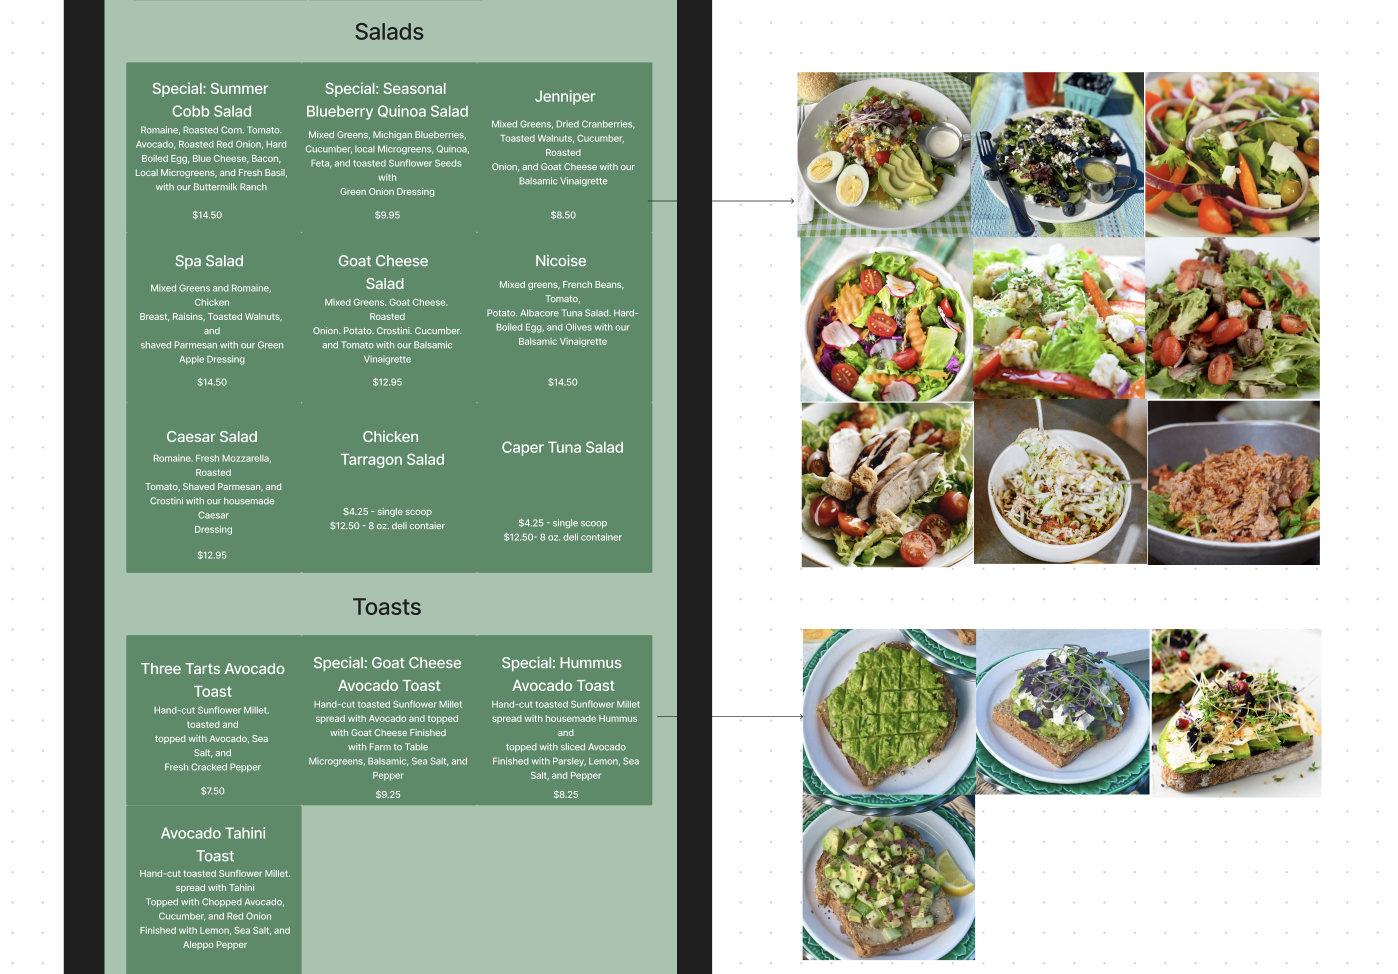 Salads
Special: Summer
Cobb Salad
Romaine, Roasted Corn. Tomato.
Avocado, Roasted Red Onion, Hard
Boiled Egg, Blue Cheese, Bacon,
Local Microgreens, and Fresh Basil,
with our Buttermilk Ranch
$14.50
Special: Seasonal
Blueberry Quinoa Salad
Mixed Greens, Michigan Blueberries,
Cucumber, local Microgreens, Quinoa,
Feta, and toasted Sunflower Seeds
with
Green Onion Dressing
$9.95
Jenniper
Mixed Greens, Dried Cranberries,
Toasted Walnuts, Cucumber,
Roasted
Onion, and Goat Cheese with our
Balsamic Vinaigrette
$8.50
Spa Salad
Mixed Greens and Romaine,
Chicken
Breast, Raisins, Toasted Walnuts,
and
shaved Parmesan with our Green
Apple Dressing
$14.50
Goat Cheese
Salad
Mixed Greens. Goat Cheese.
Roasted
Onion. Potato. Crostini. Cucumber.
and Tomato with our Balsamic
Vinaigrette
$12.95
Nicoise
Mixed greens, French Beans,
Tomato,
Potato. Albacore Tuna Salad. Hard-
Boiled Egg, and Olives with our
Balsamic Vinaigrette
$14.50
Caesar Salad
Romaine. Fresh Mozzarella,
Roasted
Tomato, Shaved Parmesan, and
Crostini with our housemade
Caesar
Dressing
$12.95
Chicken
Tarragon Salad
$4.25 - single scoop
$12.50 - 8 oz. deli contaier
Caper Tuna Salad
$4.25 - single scoop
$12.50- 8 oz. deli container
Toasts
Three Tarts Avocado
Toast
Hand-cut Sunflower Millet.
toasted and
topped with Avocado, Sea
Salt, and
Fresh Cracked Pepper
$7.50
Special: Goat Cheese
Avocado Toast
Hand-cut toasted Sunflower Millet
spread with Avocado and topped
with Goat Cheese Finished
with Farm to Table
Microgreens, Balsamic, Sea Salt, and
Pepper
$9.25
Special: Hummus
Avocado Toast
Hand-cut toasted Sunflower Millet
spread with housemade Hummus
and
topped with sliced Avocado
Finished with Parsley, Lemon, Sea
Salt, and Pepper
$8.25
Avocado Tahini
Toast
Hand-cut toasted Sunflower Millet.
spread with Tahini
Topped with Chopped Avocado,
Cucumber, and Red Onion
Finished with Lemon, Sea Salt, and
Aleppo Pepper